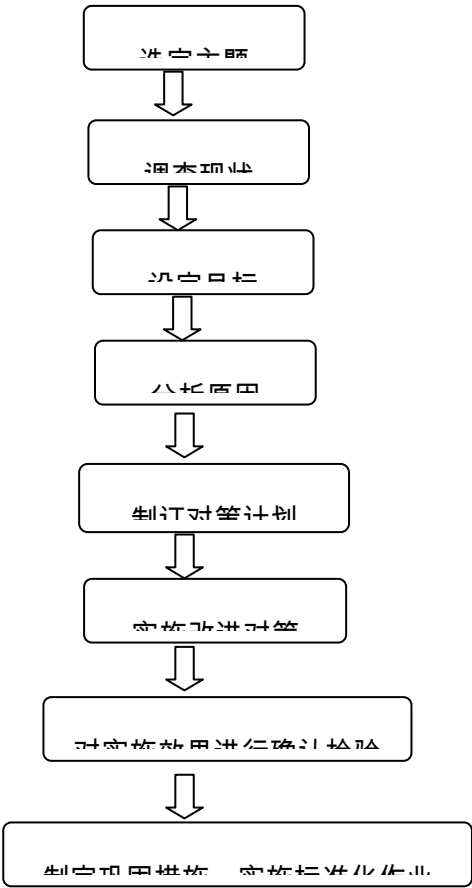 选定主题
调查现状
设定目标
分析原因
制订对策计划
实施改进对策
对实施效果进行确认检验
制定巩固措施，实施标准化作业